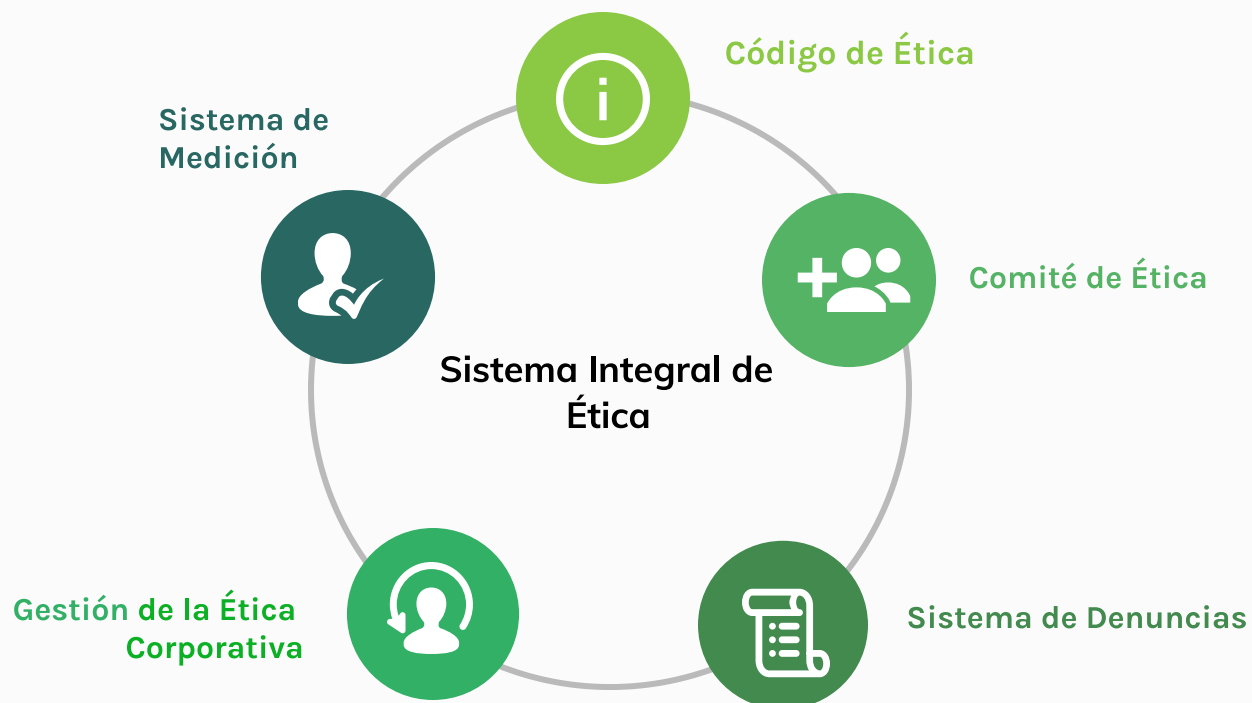 Código de Ética
Sistema de
Medición
Comité de Ética
Sistema Integral de
Ética
Gestión de la Ética
Corporativa
Sistema de Denuncias